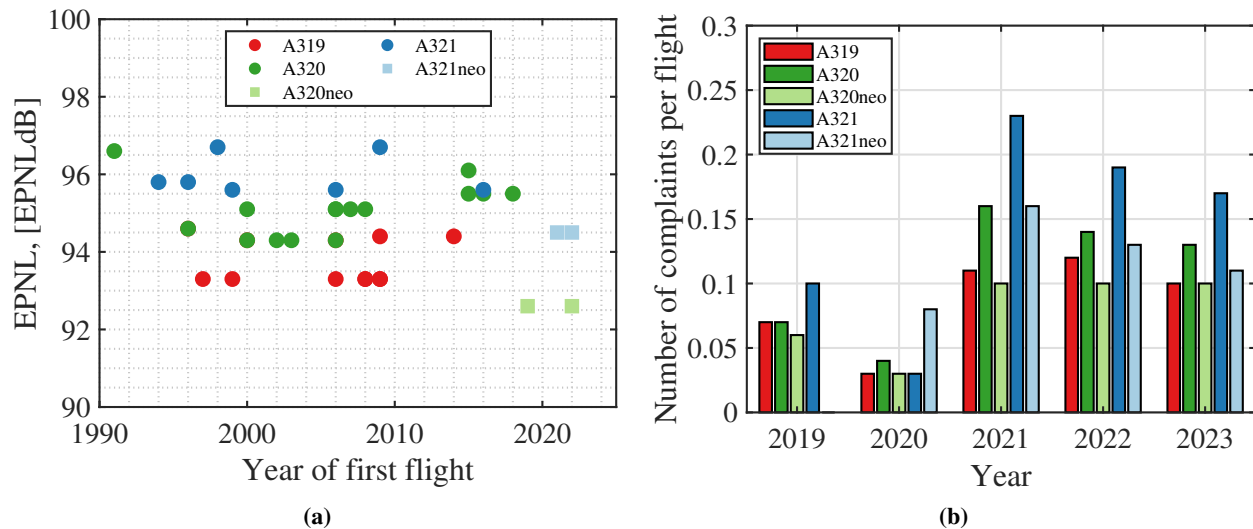 100
98
96
94
92
90
EPNL, [EPNLdB]
A319
A320
A320neo
A321
A321neo
1990
2000
2010
2020
Year of first flight
(a)
0.3
0.25
0.2
0.15
0.1
0.05
0
Number of complaints per flight
A319
A320
A320neo
A321
A321neo
2019
2020
2021
2022
2023
Year
(b)